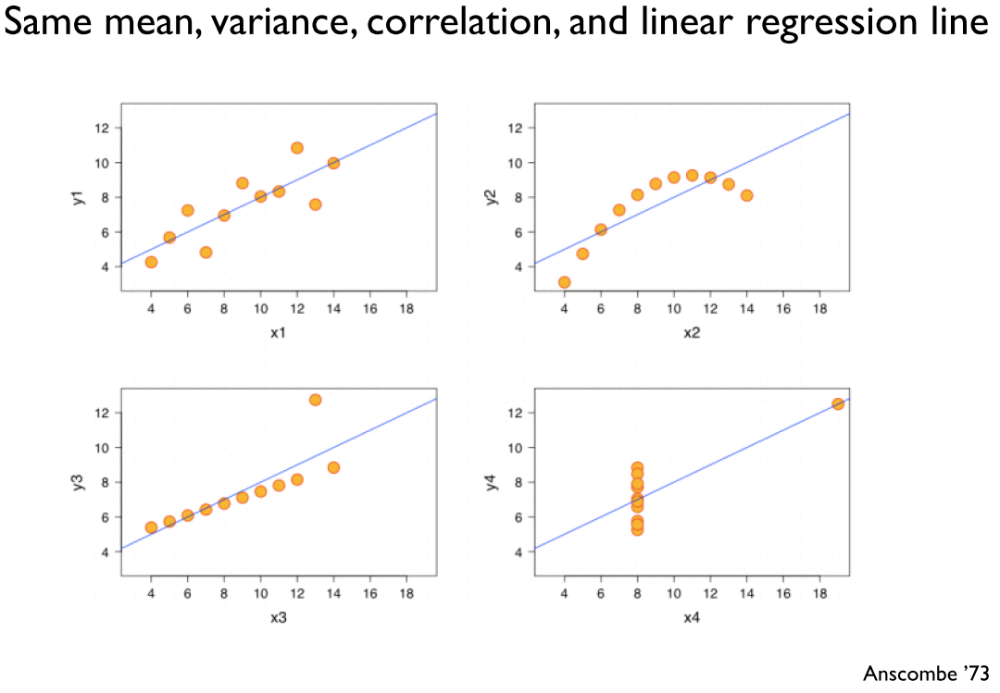 Same mean, variance, correlation, and linear regression line
12
10
8
6
4
y1
4 6 8 10 12 14 16 18
x1
12
10
8
6
4
y2
4 6 8 10 12 14 16 18
x2
12
10
8
6
4
y3
4 6 8 10 12 14 16 18
x3
12
10
8
6
4
y4
4 6 8 10 12 14 16 18
x4
Anscombe ’73